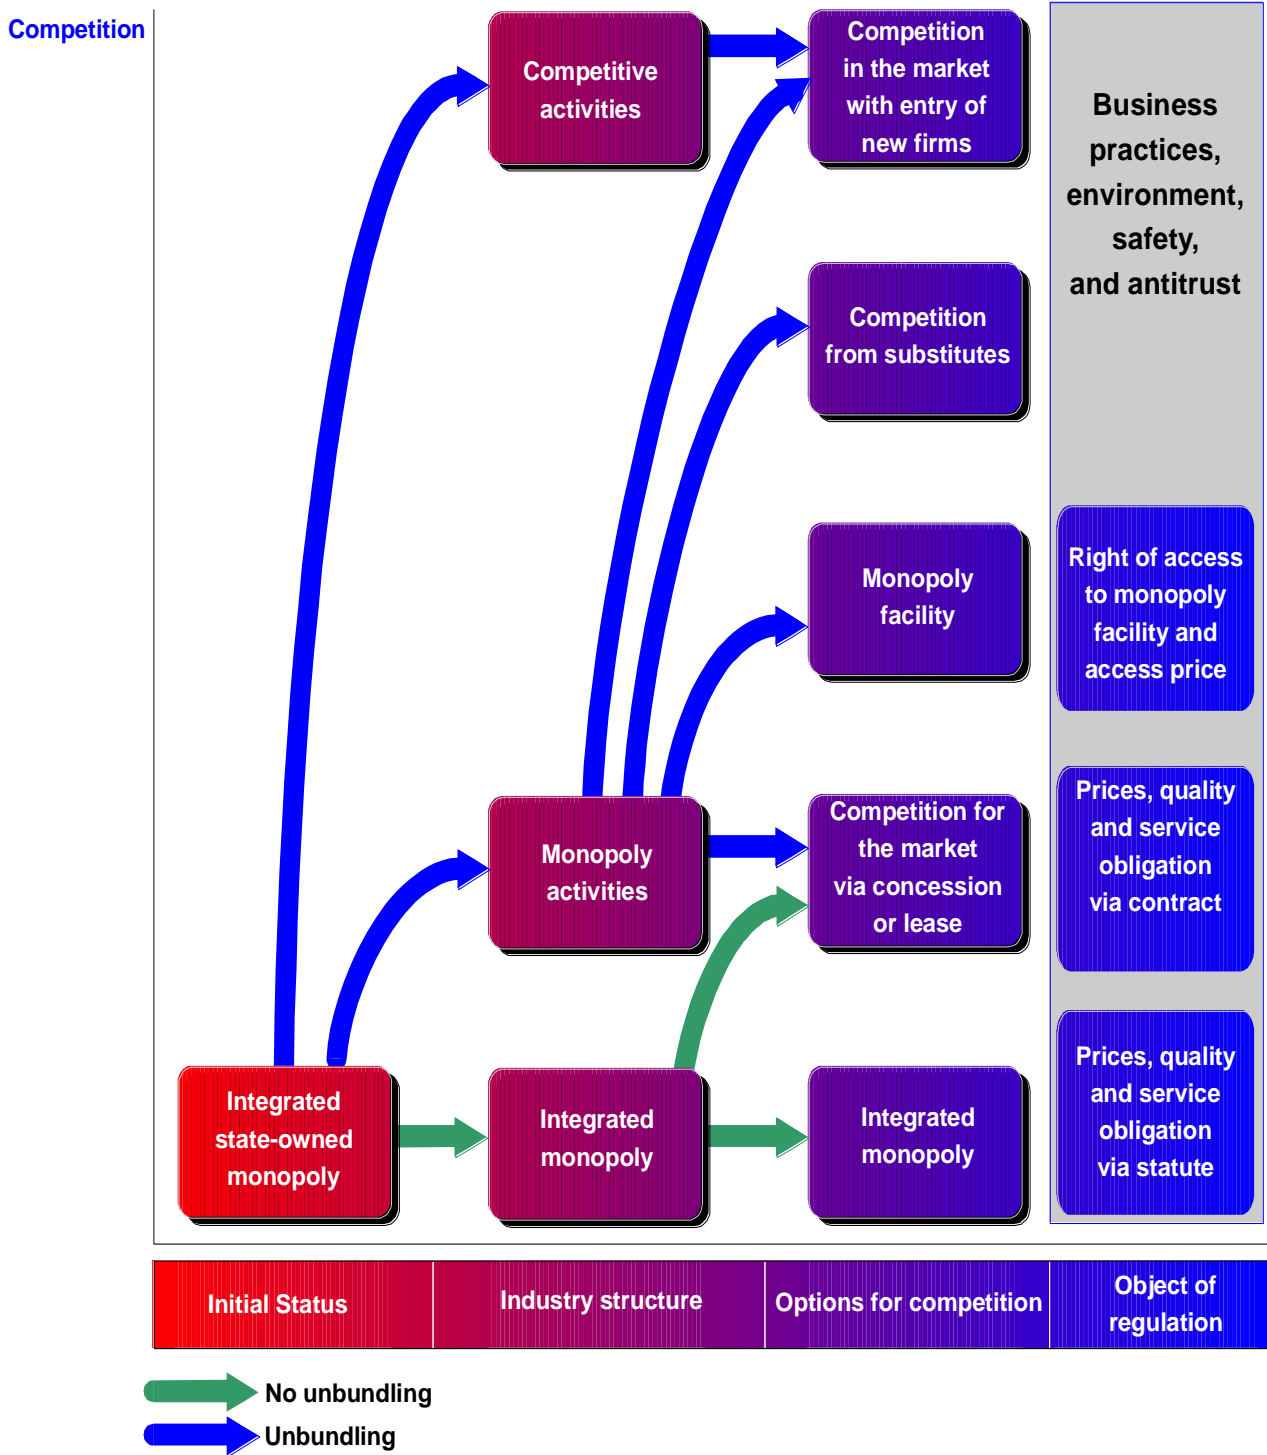 Competition
Competitive
activities
Competition
in the market
with entry of
new firms
Business
practices,
environment,
safety,
and antitrust
Competition
from substitutes
Monopoly
facility
Right of access
to monopoly
facility and
access price
Monopoly
activities
Competition for
the market
via concession
or lease
Prices, quality
and service
obligation
via contract
Integrated
state-owned
monopoly
Integrated
monopoly
Integrated
monopoly
Prices, quality
and service
obligation
via statute
Initial Status
Industry structure
Options for competition
Object of
regulation
No unbundling
Unbundling